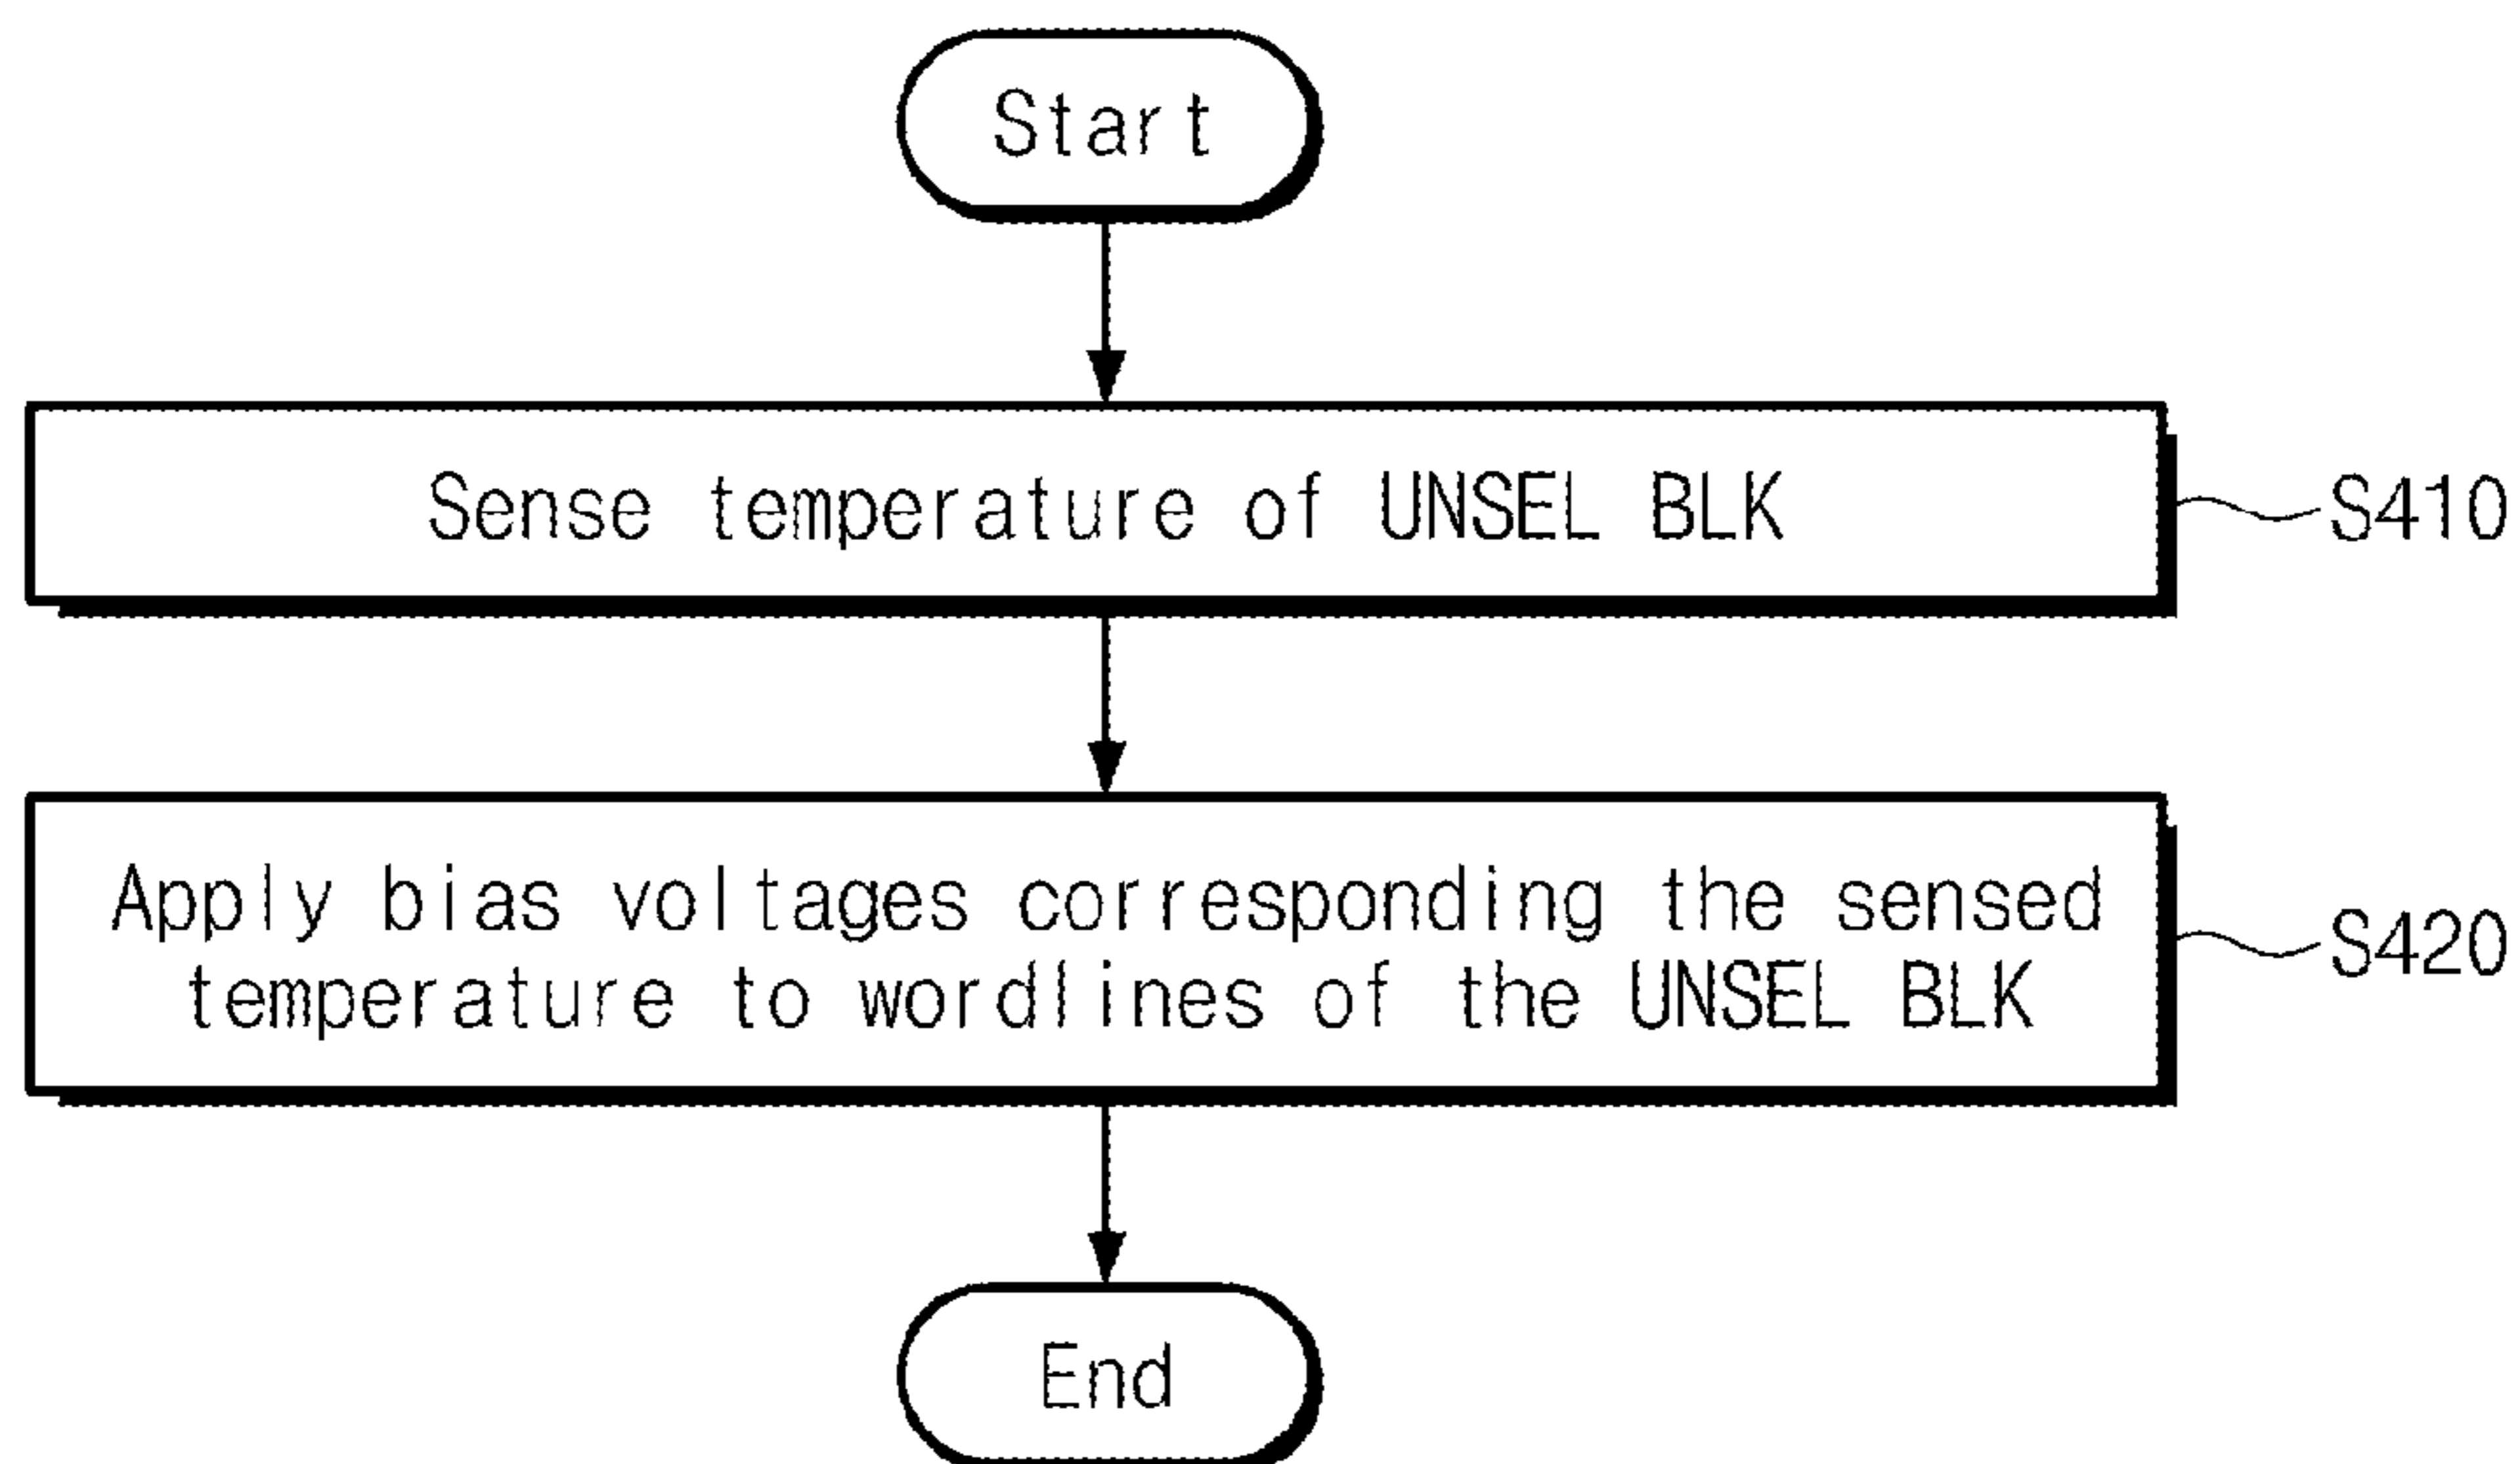 Start
Sense temperature of UNSEL BLK
S410
Apply bias voltages corresponding the sensed
temperature to wordlines of the UNSEL BLK
S420
End